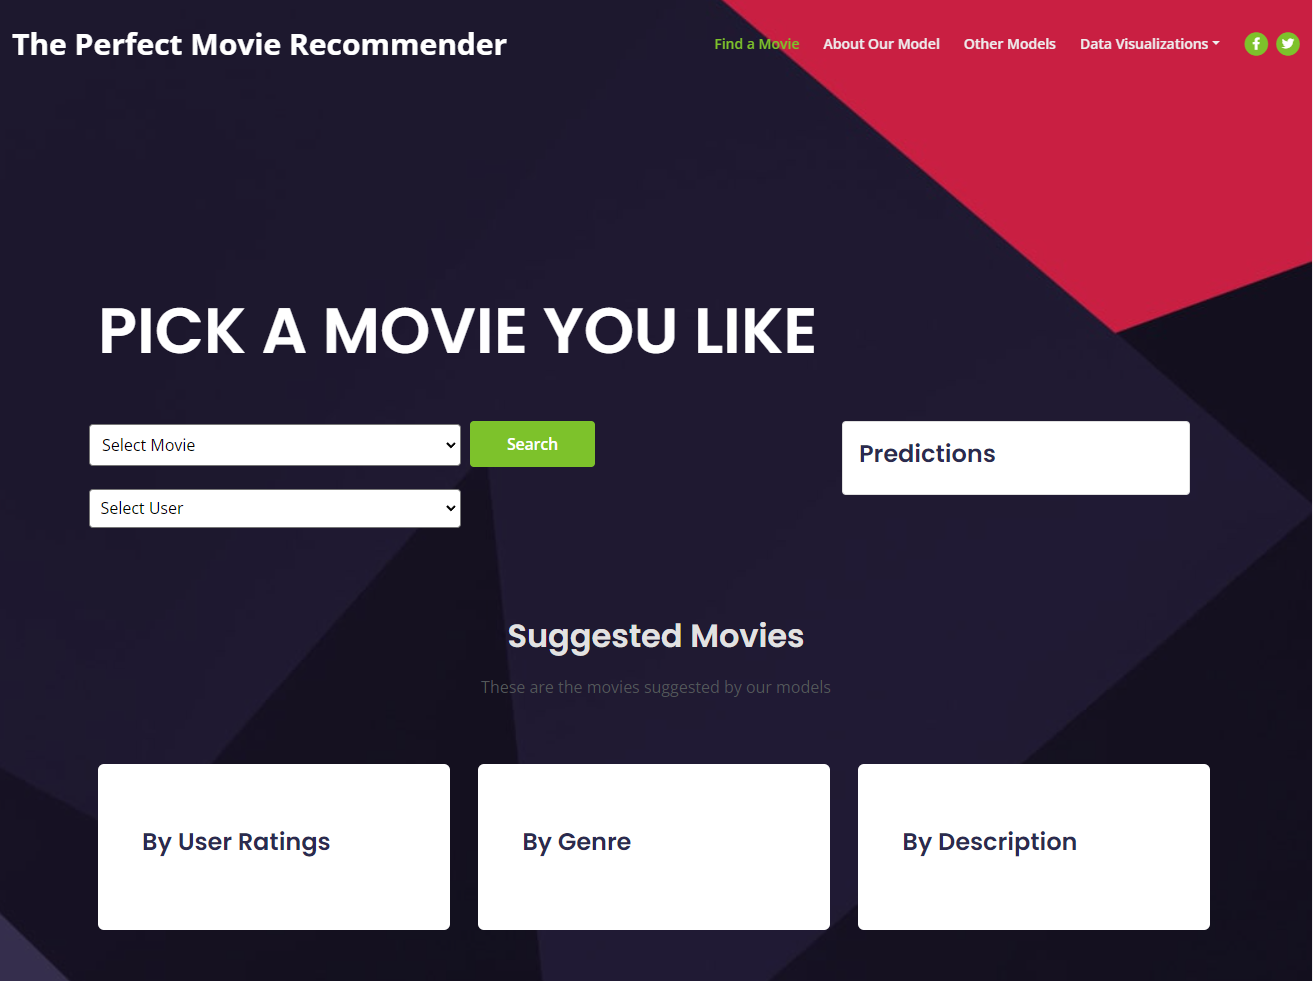 The Perfect Movie Recommender
Find a Movie About Our Model Other Models Data Visualizations
PICK A MOVIE YOU LIKE
Select Movie Search
Predictions
Select User
Suggested Movies
These are the movies suggested by our models
By User Ratings
By Genre
By Description